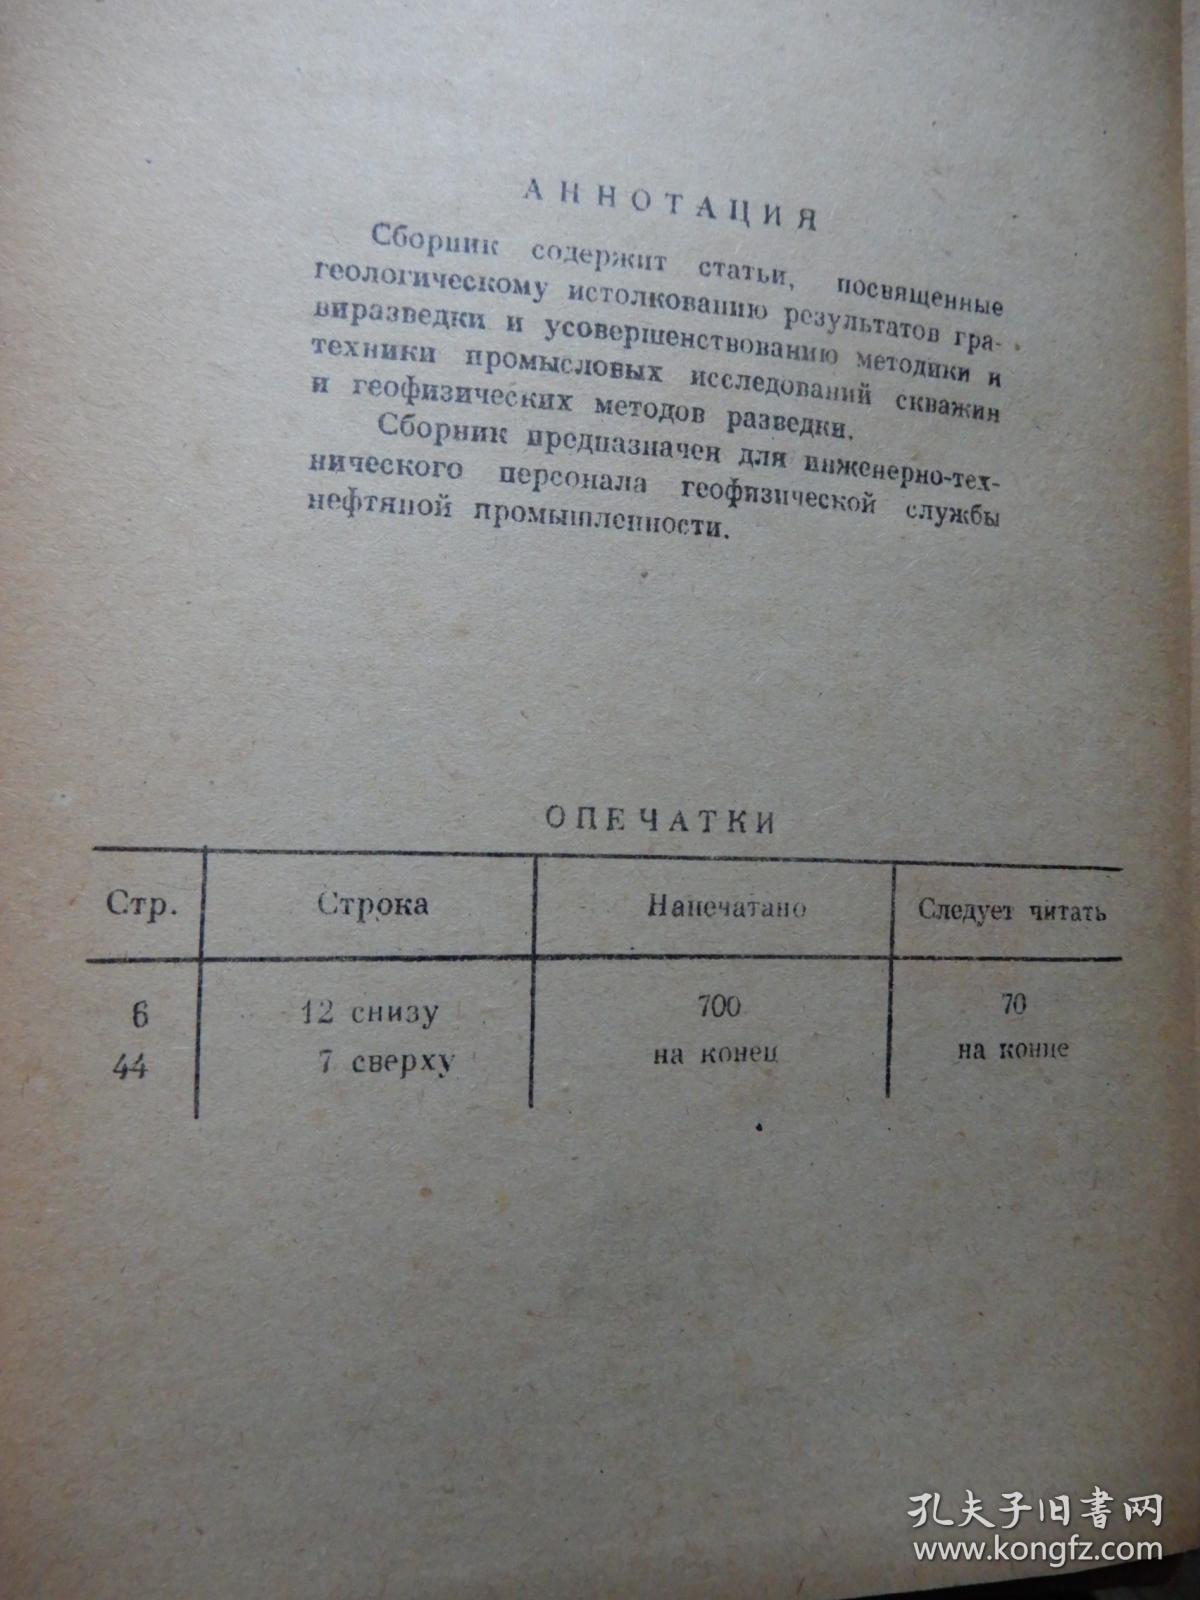 АННОТАЦИЯ
Сборник содержит статьи, посвященные
геологическому истолкованию результатов гра-
виразведки и усовершенствованию методики и
техники промысловых исследований скважин
и геофизических методов разведки.
Сборник предназначен для инженерно-тех-
нического персонала геофизической службы
нефтяной промышленности.
ОПЕЧАТКИ
Стр. Строка Напечатано Следует читать
6 12 снизу 700 70
44 7 сверху на конец на конце
孔夫子旧书网
www.kongfz.com